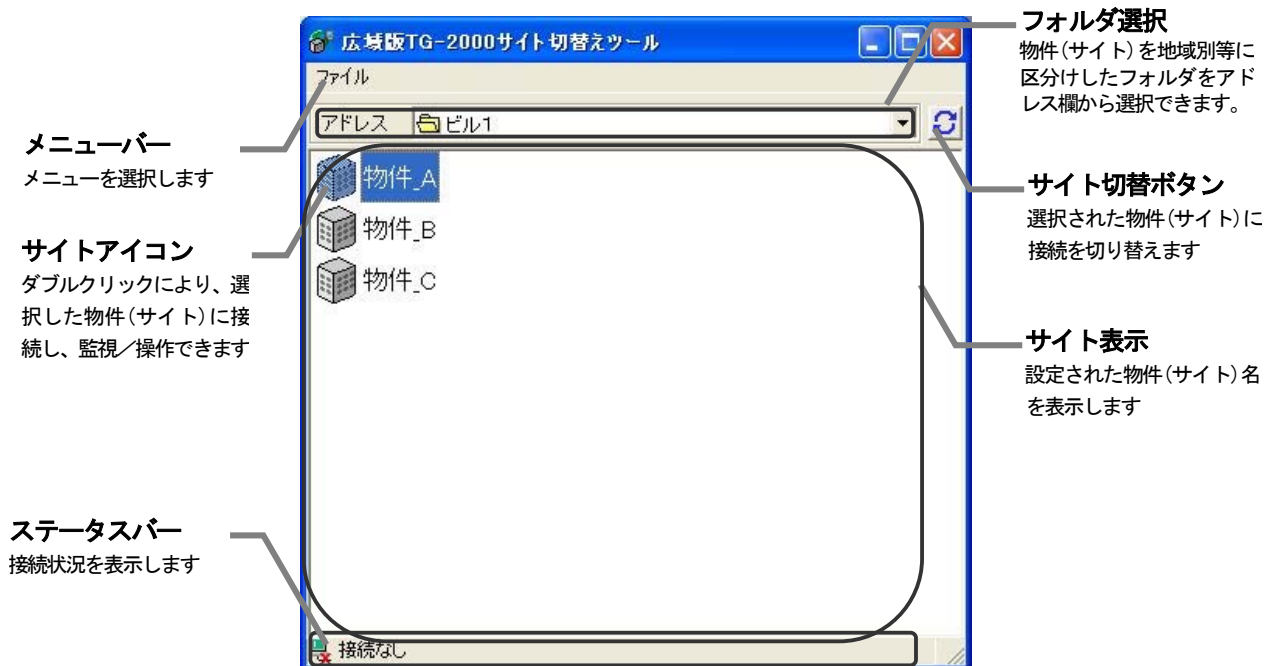 フォルダ選択
物件(サイト)を地域別等に
区分けしたフォルダをアド
レス欄から選択できます。
広域版TG-2000サイト切替えツール
ファイル
アドレス ビル1
メニューバー
メニューを選択します
物件_A
物件_B
物件_C
サイト切替ボタン
選択された物件(サイト)に
接続を切り替えます
サイトアイコン
ダブルクリックにより、選
択した物件(サイト)に接
続し、監視／操作できます
サイト表示
設定された物件(サイト)名
を表示します
ステータスバー
接続状況を表示します
接続なし